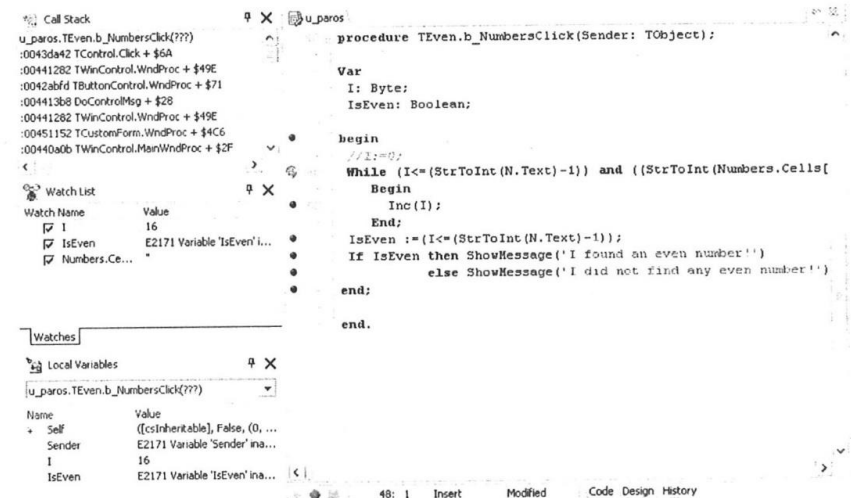 Call Stack
u_paros.TEven.b_NumbersClick(???)
:0043da42 TControl.Click + $6A
:00441282 TWinControl.WndProc + $49E
:0042abfd TButtonControl.WndProc + $71
:004413b8 DoControlMsg + $28
:00441282 TWinControl.WndProc + $49E
:00451152 TCustomForm.WndProc + $4C6
:00440a0b TWinControl.MainWndProc + $2F
Watch List
Watch Name Value
I 16
IsEven E2171 Variable 'IsEven' i...
Numbers.Ce... "
Watches
Local Variables
u_paros.TEven.b_NumbersClick(???)
Name Value
+ Self ([csInheritable], False, (0, ...
Sender E2171 Variable 'Sender' ina...
I 16
IsEven E2171 Variable 'IsEven' ina...
u_paros
procedure TEven.b_NumbersClick(Sender: TObject);
Var
I: Byte;
IsEven: Boolean;
begin
//I:=0;
While (I<=(StrToInt(N.Text)-1)) and ((StrToInt(Numbers.Cells[
Begin
Inc(I);
End;
IsEven :=(I<=(StrToInt(N.Text)-1));
If IsEven then ShowMessage('I found an even number!')
else ShowMessage('I did not find any even number!')
end;
end.
48: 1 Insert Modified Code Design History